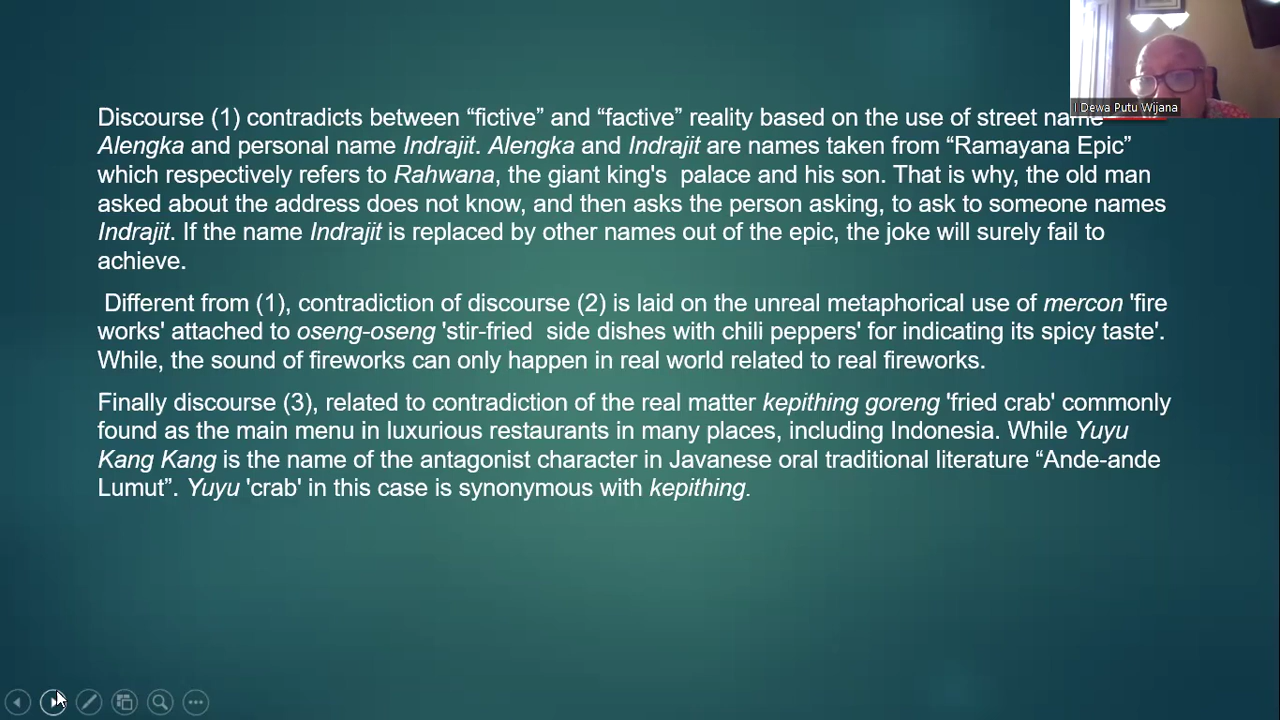 Discourse (1) contradicts between “fictive” and “factive” reality based on the use of street name
Alengka and personal name Indrajit. Alengka and Indrajit are names taken from “Ramayana Epic”
which respectively refers to Rahwana, the giant king's  palace and his son. That is why, the old man
asked about the address does not know, and then asks the person asking, to ask to someone names
Indrajit. If the name Indrajit is replaced by other names out of the epic, the joke will surely fail to
achieve.
Different from (1), contradiction of discourse (2) is laid on the unreal metaphorical use of mercon 'fire
works' attached to oseng-oseng 'stir-fried  side dishes with chili peppers' for indicating its spicy taste'.
While, the sound of fireworks can only happen in real world related to real fireworks.
Finally discourse (3), related to contradiction of the real matter kepithing goreng 'fried crab' commonly
found as the main menu in luxurious restaurants in many places, including Indonesia. While Yuyu
Kang Kang is the name of the antagonist character in Javanese oral traditional literature “Ande-ande
Lumut”. Yuyu 'crab' in this case is synonymous with kepithing.
I Dewa Putu Wijana